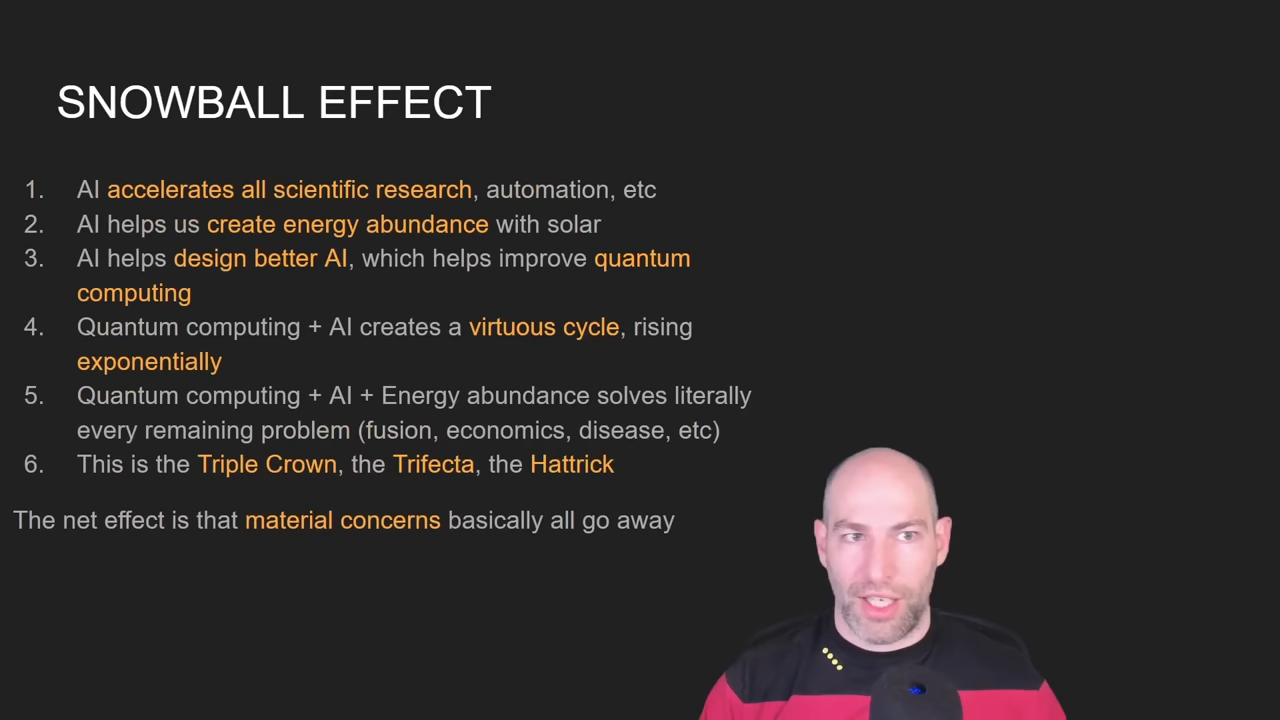 SNOWBALL EFFECT
1. AI accelerates all scientific research, automation, etc
2. AI helps us create energy abundance with solar
3. AI helps design better AI, which helps improve quantum
computing
4. Quantum computing + AI creates a virtuous cycle, rising
exponentially
5. Quantum computing + AI + Energy abundance solves literally
every remaining problem (fusion, economics, disease, etc)
6. This is the Triple Crown, the Trifecta, the Hattrick
The net effect is that material concerns basically all go away